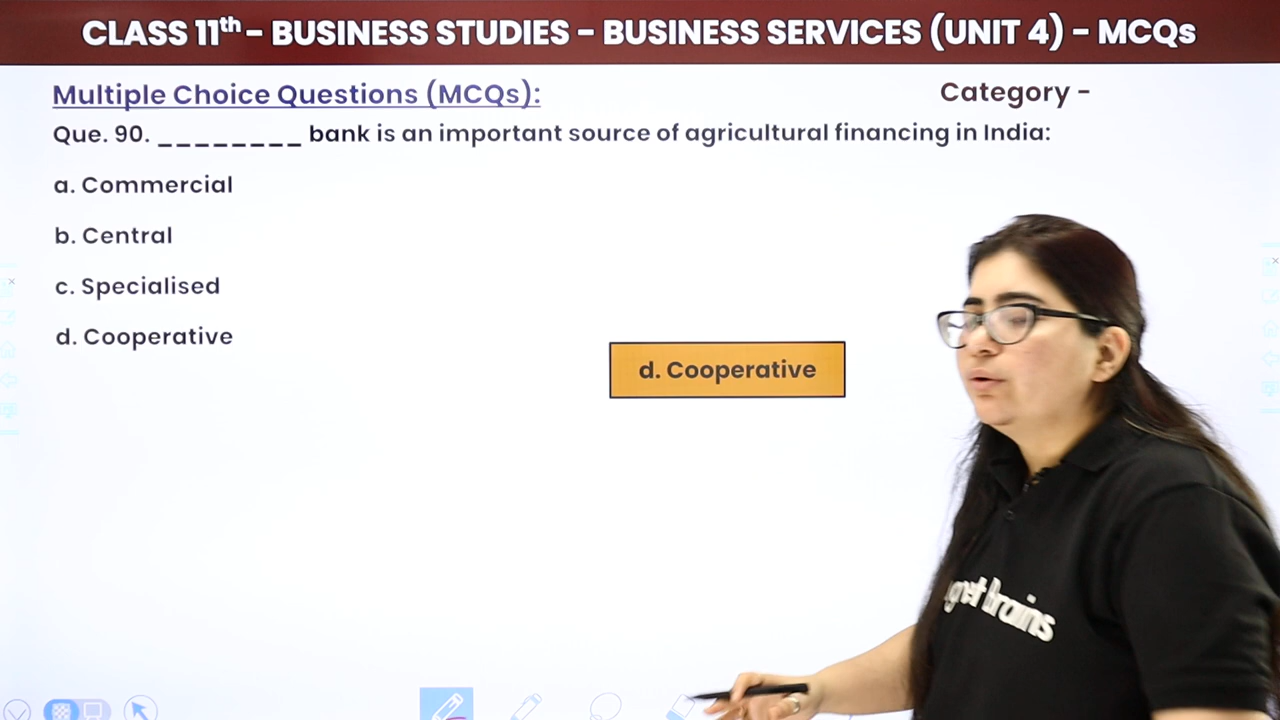 CLASS 11th - BUSINESS STUDIES - BUSINESS SERVICES (UNIT 4) - MCQs
Multiple Choice Questions (MCQs):
Category -
Que. 90. ________ bank is an important source of agricultural financing in India:
a. Commercial
b. Central
c. Specialised
d. Cooperative
d. Cooperative
Brains